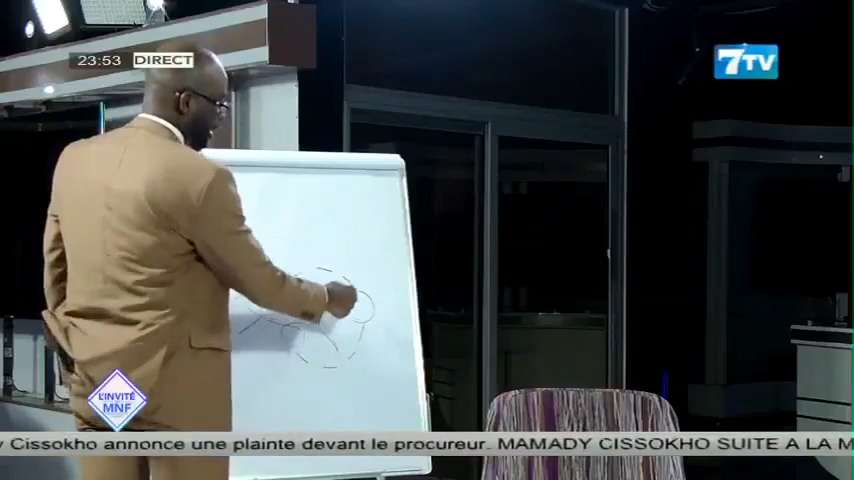 23:53 DIRECT
7TV
L'INVITÉ
MNF
Cissokho annonce une plainte devant le procureur. MAMADY CISSOKHO SUITE A LA